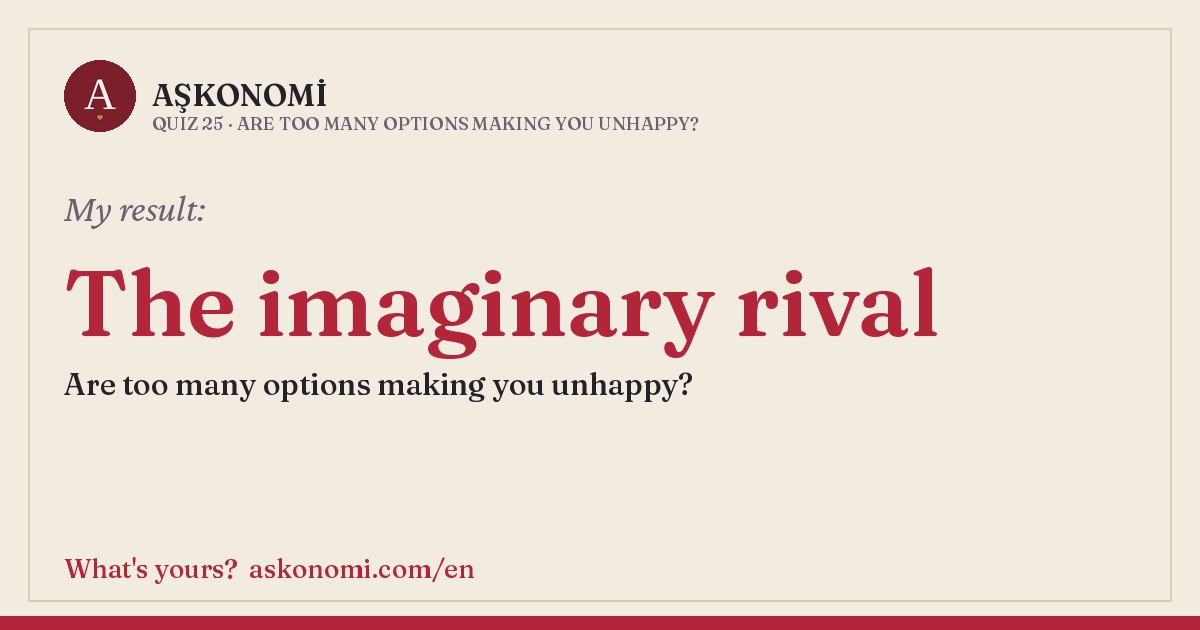 A
AŞKONOMİ
QUIZ 25 · ARE TOO MANY OPTIONS MAKING YOU UNHAPPY?
My result:
The imaginary rival
Are too many options making you unhappy?
What's yours? askonomi.com/en